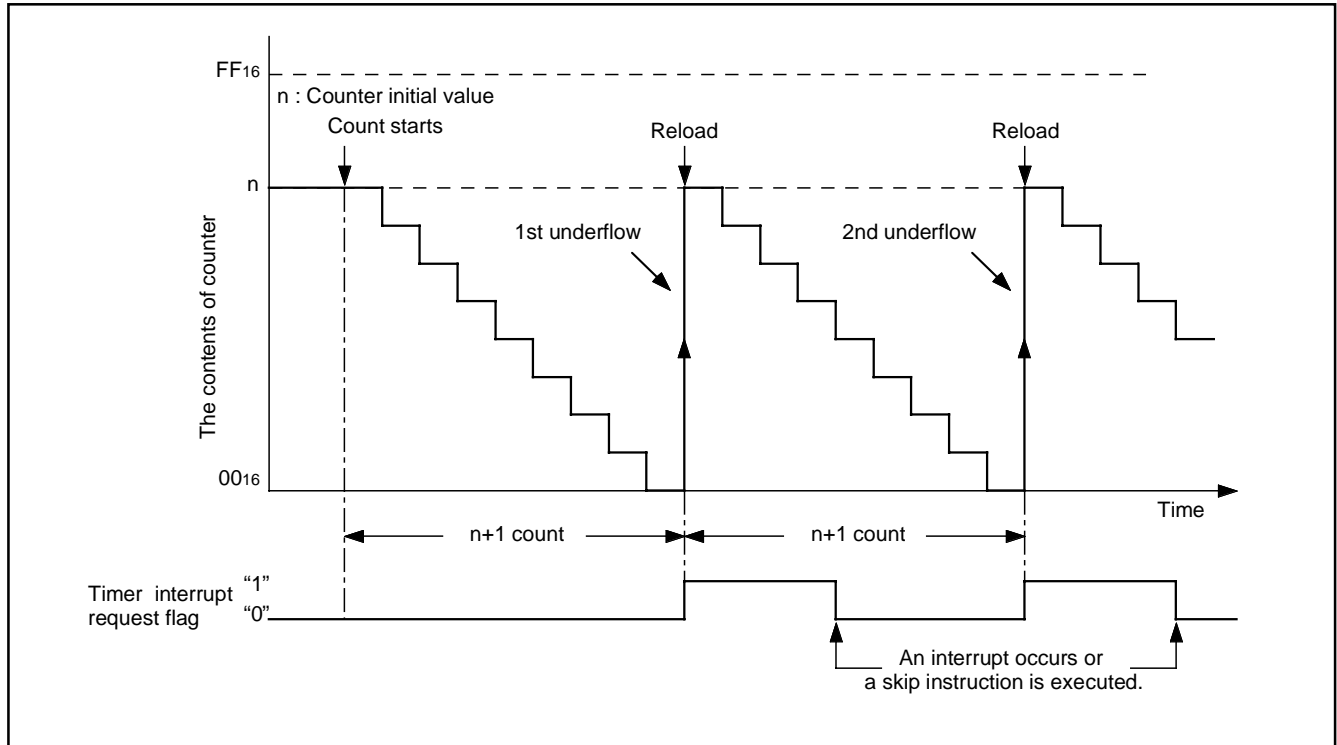 FF16
n : Counter initial value
Count starts
Reload
Reload
n
1st underflow
2nd underflow
The contents of counter
0016
Time
n+1 count
n+1 count
Timer interrupt
request flag
“1”
“0”
An interrupt occurs or
a skip instruction is executed.